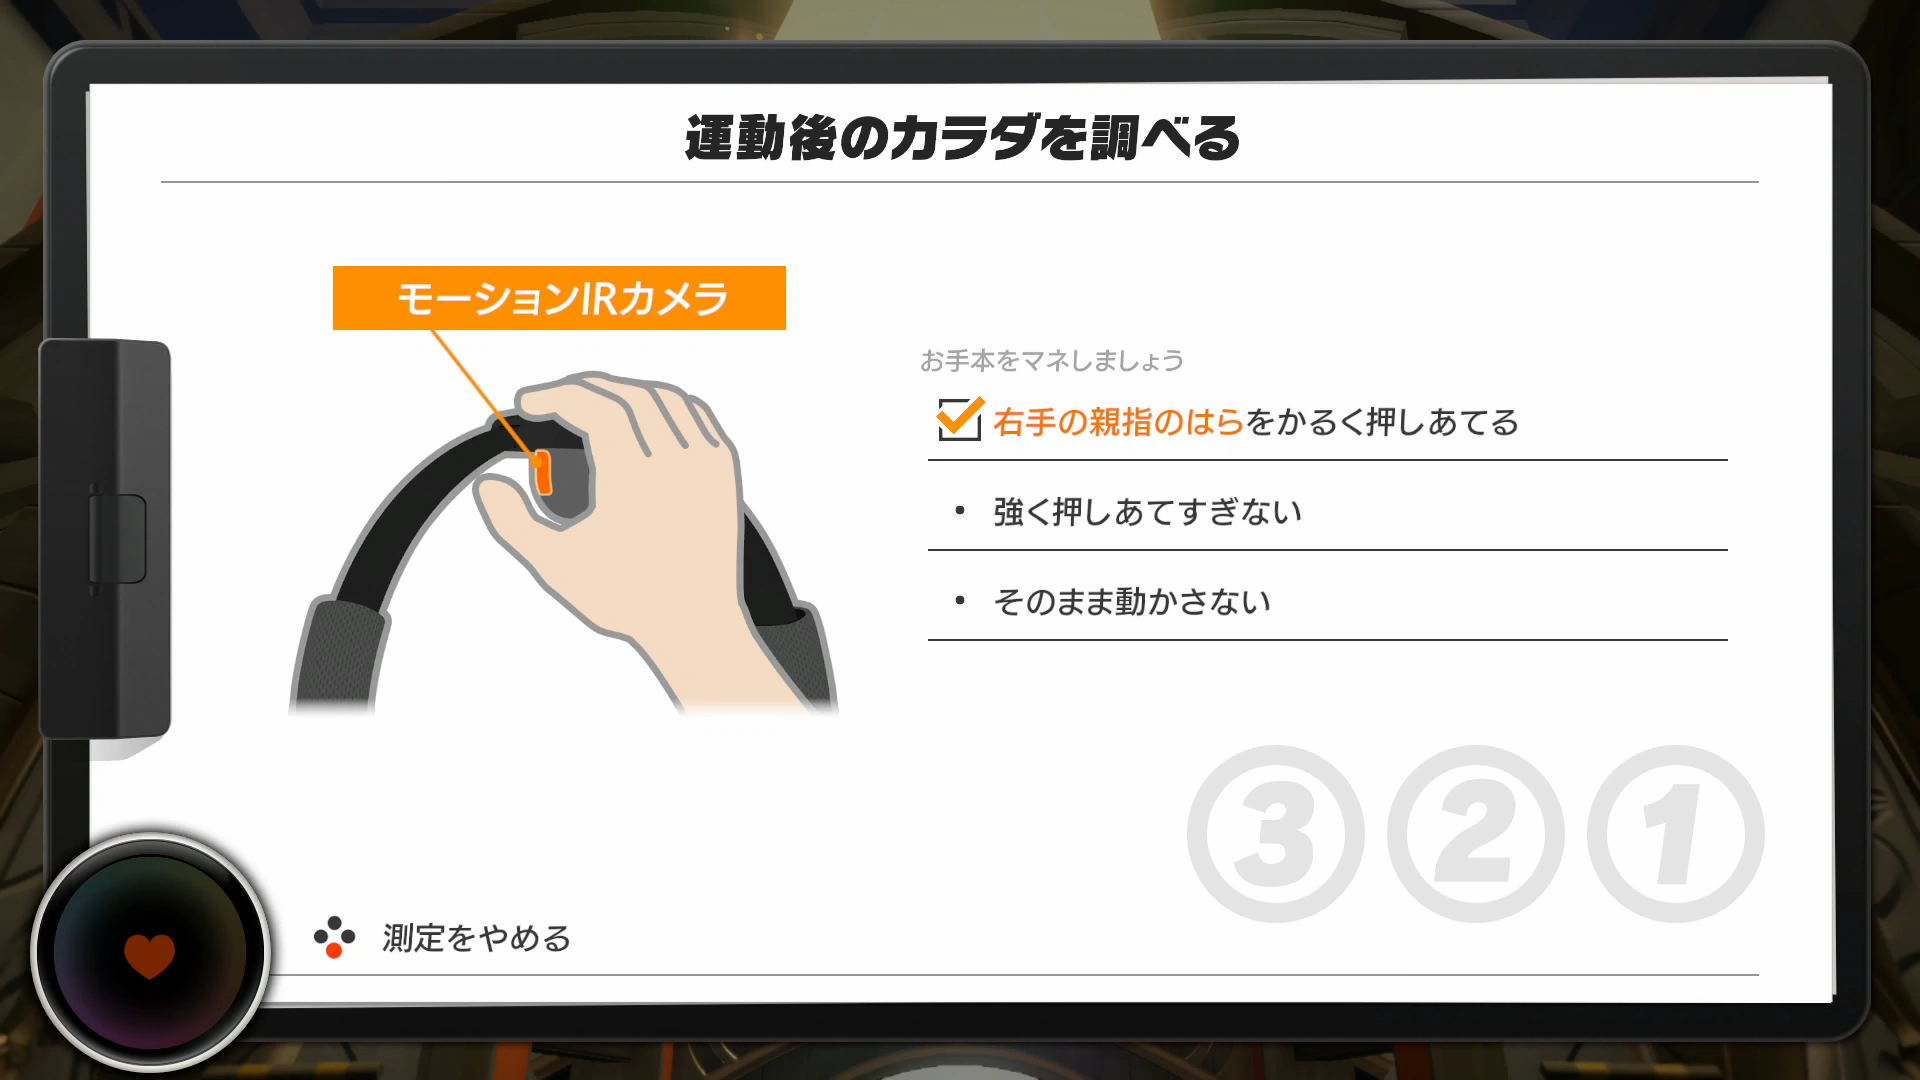 運動後のカラダを調べる
モーションIRカメラ
お手本をマネしましょう
右手の親指のはらをかるく押しあてる
・ 強く押しあてすぎない
・ そのまま動かさない
3 2 1
測定をやめる